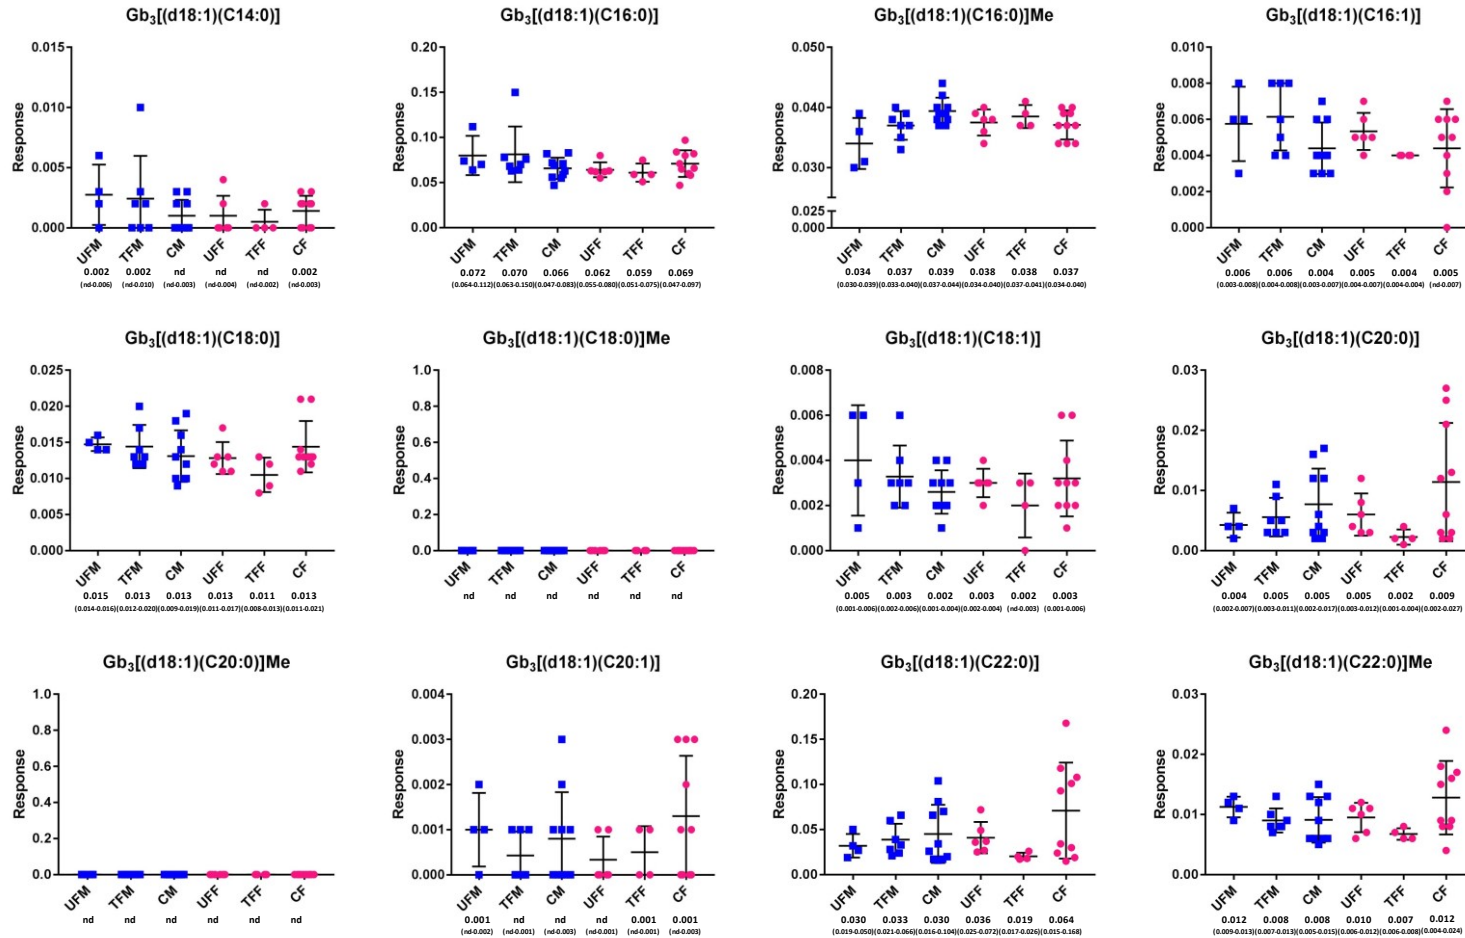 Gb3[(d18:1)(C14:0)]
Response
0.015
0.010
0.005
0.000
UFM TFM CM UFF TFF CF
0.002 0.002 nd nd nd 0.002
(nd-0.006) (nd-0.010) (nd-0.003) (nd-0.004) (nd-0.002) (nd-0.003)
Gb3[(d18:1)(C16:0)]
Response
0.20
0.15
0.10
0.05
0.00
UFM TFM CM UFF TFF CF
0.072 0.070 0.066 0.062 0.059 0.069
(0.064-0.112) (0.063-0.150) (0.047-0.083) (0.055-0.080) (0.051-0.075) (0.047-0.097)
Gb3[(d18:1)(C16:0)]Me
Response
0.050
0.040
0.030
0.025
0.000
UFM TFM CM UFF TFF CF
0.034 0.037 0.039 0.038 0.038 0.037
(0.030-0.039) (0.033-0.040) (0.037-0.044) (0.034-0.040) (0.037-0.041) (0.034-0.040)
Gb3[(d18:1)(C16:1)]
Response
0.010
0.008
0.006
0.004
0.002
0.000
UFM TFM CM UFF TFF CF
0.006 0.006 0.004 0.005 0.004 0.005
(0.003-0.008) (0.004-0.008) (0.003-0.007) (0.004-0.007) (0.004-0.004) (nd-0.007)
Gb3[(d18:1)(C18:0)]
Response
0.025
0.020
0.015
0.010
0.005
0.000
UFM TFM CM UFF TFF CF
0.015 0.013 0.013 0.013 0.011 0.013
(0.014-0.016) (0.012-0.020) (0.009-0.019) (0.011-0.017) (0.008-0.013) (0.011-0.021)
Gb3[(d18:1)(C18:0)]Me
Response
1.0
0.8
0.6
0.4
0.2
0.0
UFM TFM CM UFF TFF CF
nd nd nd nd nd nd
Gb3[(d18:1)(C18:1)]
Response
0.008
0.006
0.004
0.002
0.000
UFM TFM CM UFF TFF CF
0.005 0.003 0.002 0.003 0.002 0.003
(0.001-0.006) (0.002-0.006) (0.001-0.004) (0.002-0.004) (nd-0.003) (0.001-0.006)
Gb3[(d18:1)(C20:0)]
Response
0.03
0.02
0.01
0.00
UFM TFM CM UFF TFF CF
0.004 0.005 0.005 0.005 0.002 0.009
(0.002-0.007) (0.003-0.011) (0.002-0.017) (0.003-0.012) (0.001-0.004) (0.002-0.027)
Gb3[(d18:1)(C20:0)]Me
Response
1.0
0.8
0.6
0.4
0.2
0.0
UFM TFM CM UFF TFF CF
nd nd nd nd nd nd
Gb3[(d18:1)(C20:1)]
Response
0.004
0.003
0.002
0.001
0.000
UFM TFM CM UFF TFF CF
0.001 nd nd nd 0.001 0.001
(nd-0.002) (nd-0.001) (nd-0.003) (nd-0.001) (nd-0.001) (nd-0.003)
Gb3[(d18:1)(C22:0)]
Response
0.20
0.15
0.10
0.05
0.00
UFM TFM CM UFF TFF CF
0.030 0.033 0.030 0.036 0.019 0.064
(0.019-0.050) (0.021-0.066) (0.016-0.104) (0.025-0.072) (0.017-0.026) (0.015-0.168)
Gb3[(d18:1)(C22:0)]Me
Response
0.03
0.02
0.01
0.00
UFM TFM CM UFF TFF CF
0.012 0.008 0.008 0.010 0.007 0.012
(0.009-0.013) (0.007-0.013) (0.005-0.015) (0.006-0.012) (0.006-0.008) (0.004-0.024)